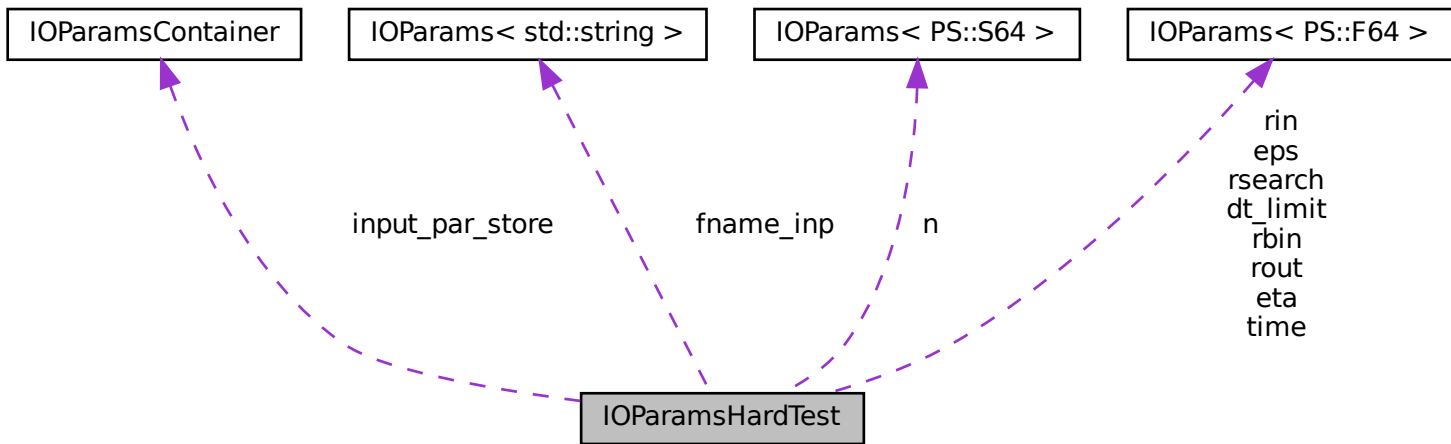 IOParamsContainer
IOParams< std::string >
IOParams< PS::S64 >
IOParams< PS::F64 >
input_par_store
fname_inp
n
rin
eps
rsearch
dt_limit
rbin
rout
eta
time
IOParamsHardTest